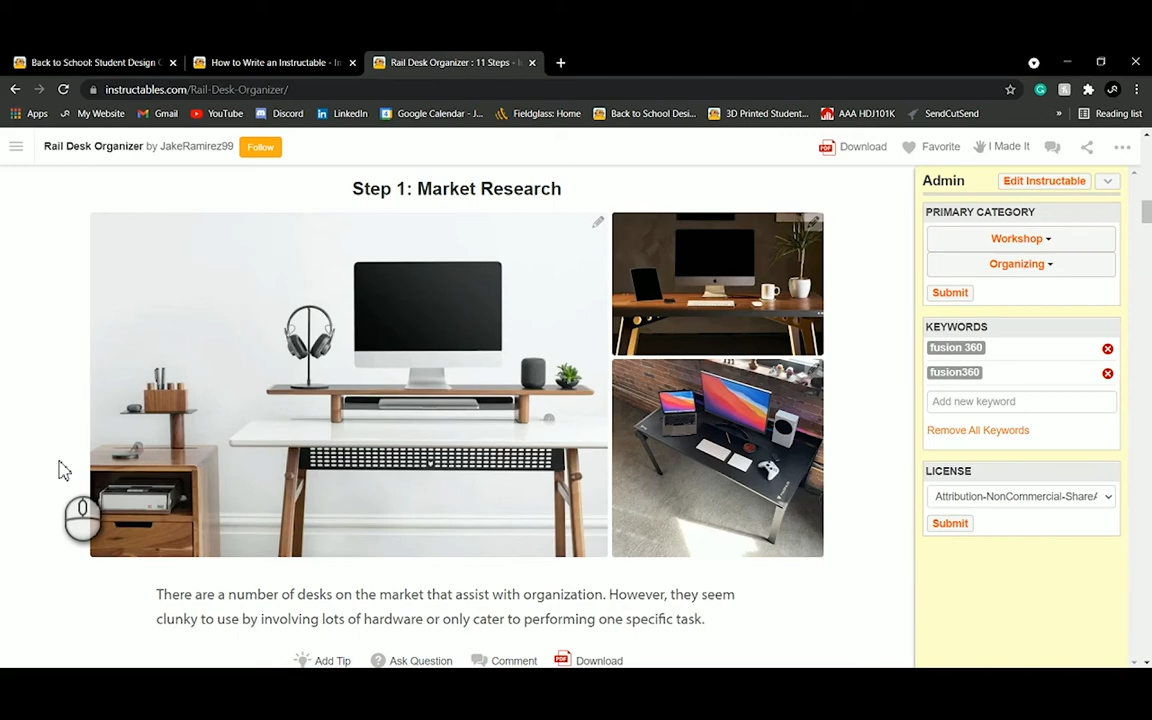 Back to School: Student Design C
How to Write an Instructable - In
Rail Desk Organizer : 11 Steps - I
instructables.com/Rail-Desk-Organizer/
Apps My Website Gmail YouTube Discord LinkedIn Google Calendar - J... Fieldglass: Home Back to School Desi... 3D Printed Student... AAA HDJ101K SendCutSend » Reading list
Rail Desk Organizer by JakeRamirez99 Follow Download Favorite I Made It
Step 1: Market Research
Admin Edit Instructable
PRIMARY CATEGORY
Workshop
Organizing
Submit
KEYWORDS
fusion 360
fusion360
Add new keyword
Remove All Keywords
LICENSE
Attribution-NonCommercial-ShareA
Submit
There are a number of desks on the market that assist with organization. However, they seem
clunky to use by involving lots of hardware or only cater to performing one specific task.
Add Tip Ask Question Comment Download